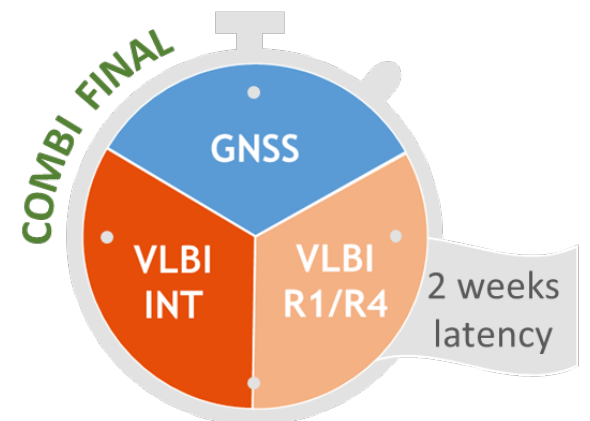 COMBI FINAL
GNSS
VLBI
INT
VLBI
R1/R4
2 weeks
latency